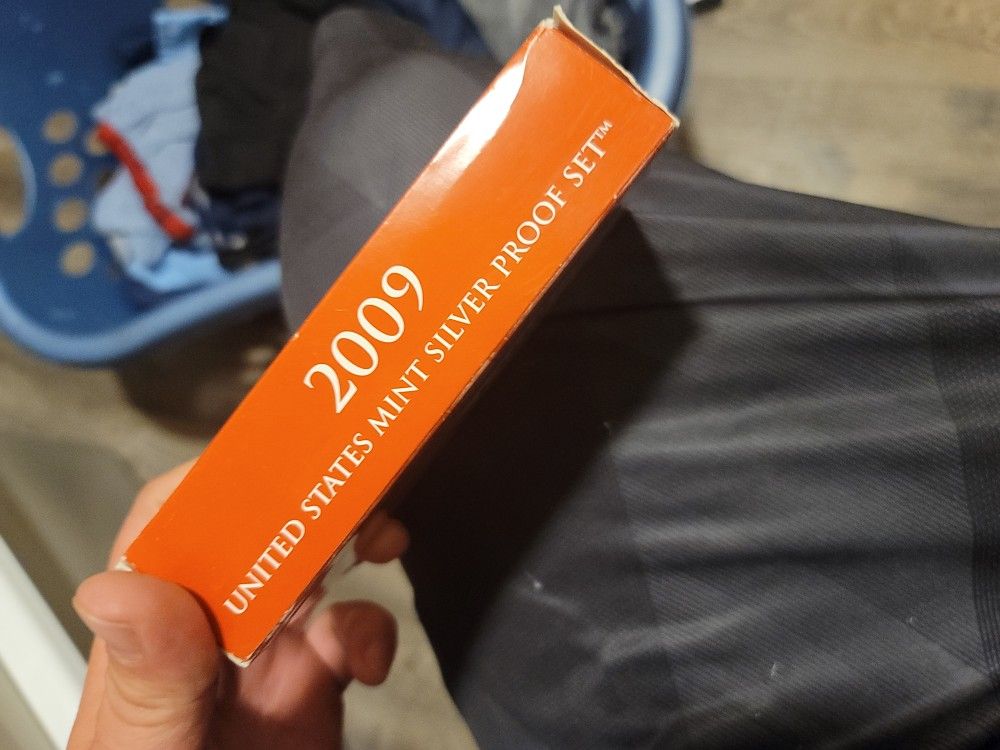 2009
UNITED STATES MINT SILVER PROOF SET™